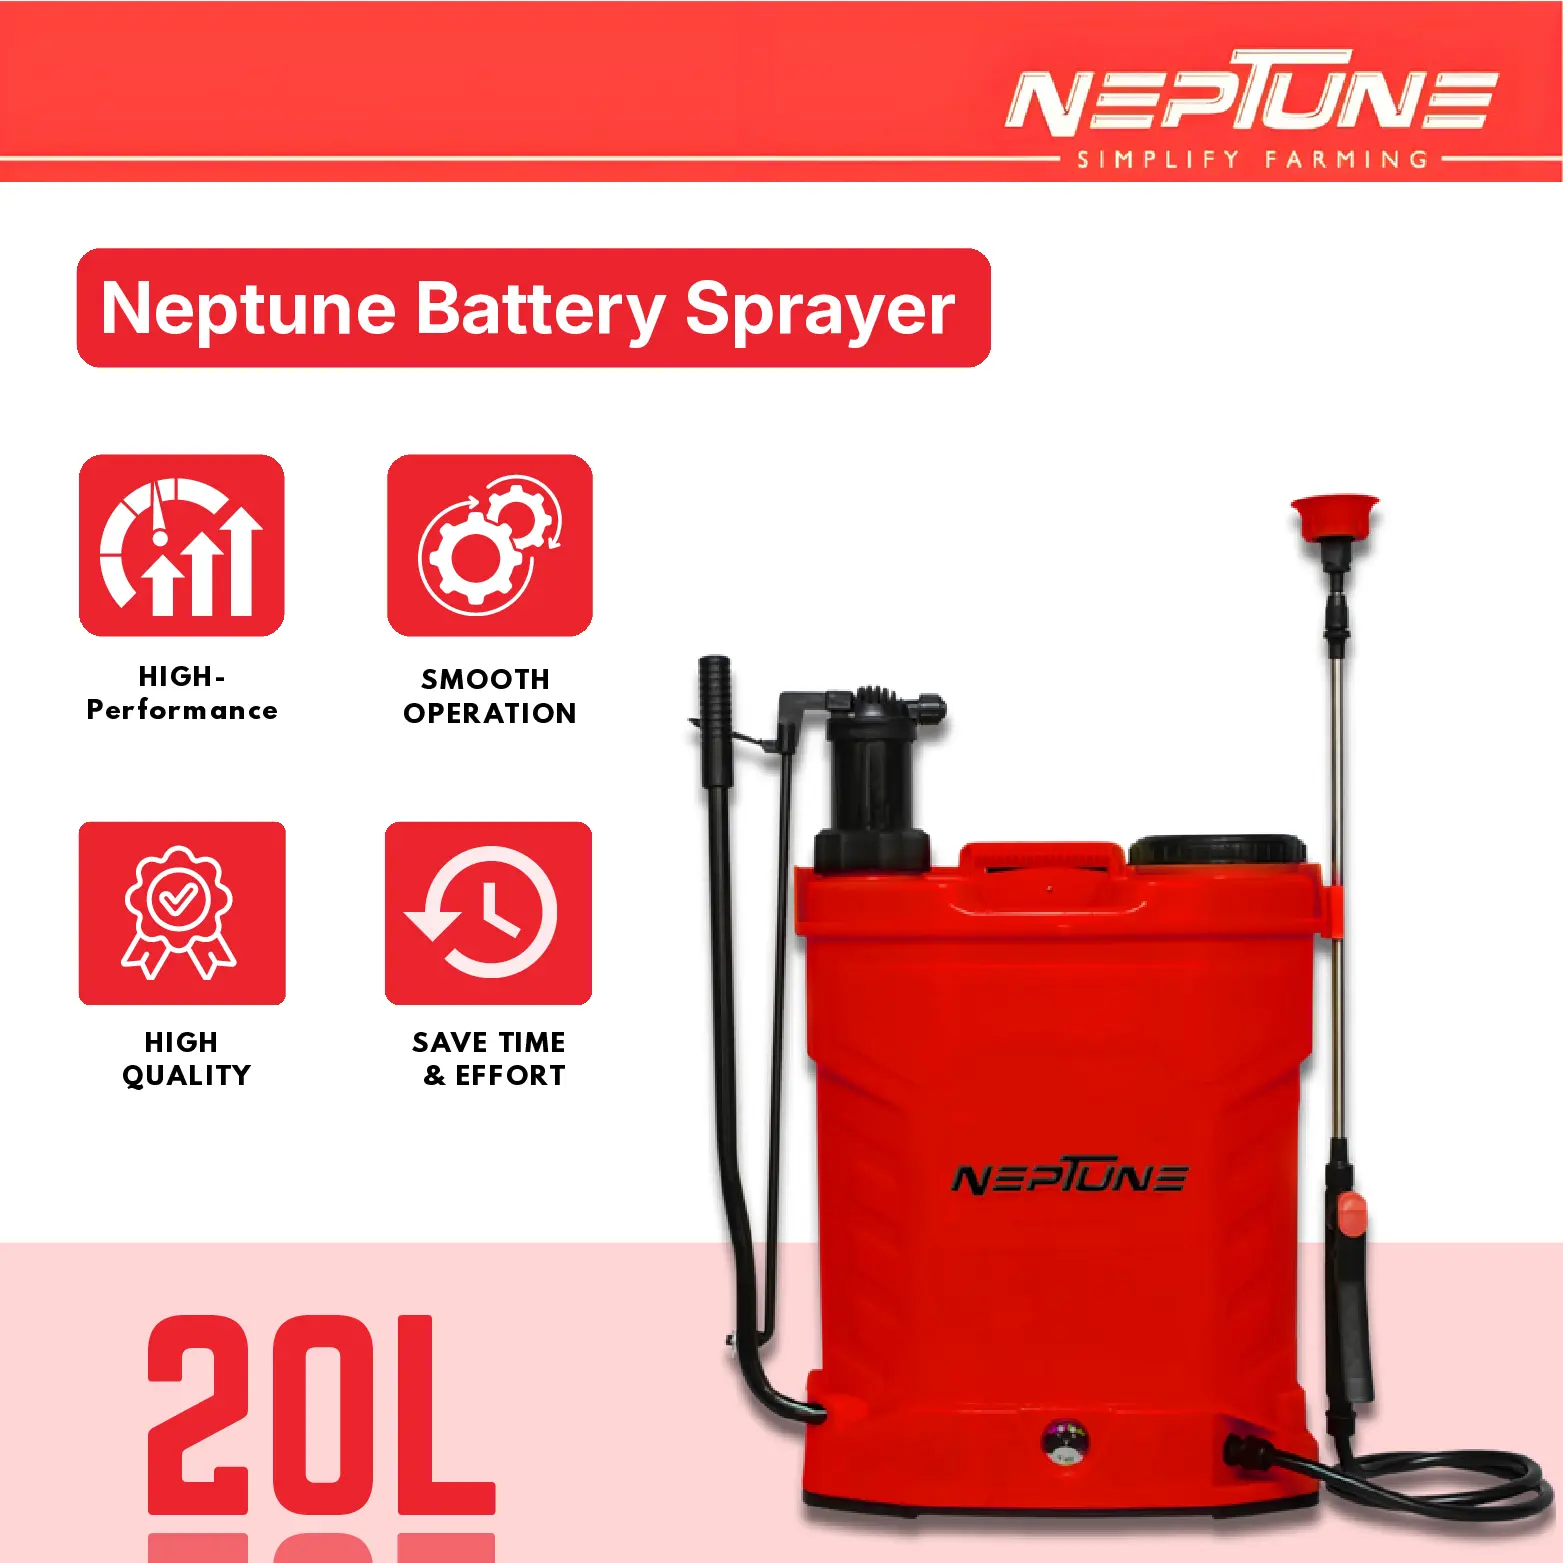 NEPTUNE
SIMPLIFY FARMING
Neptune Battery Sprayer
HIGH-
Performance
SMOOTH
OPERATION
HIGH
QUALITY
SAVE TIME
& EFFORT
NEPTUNE
20L